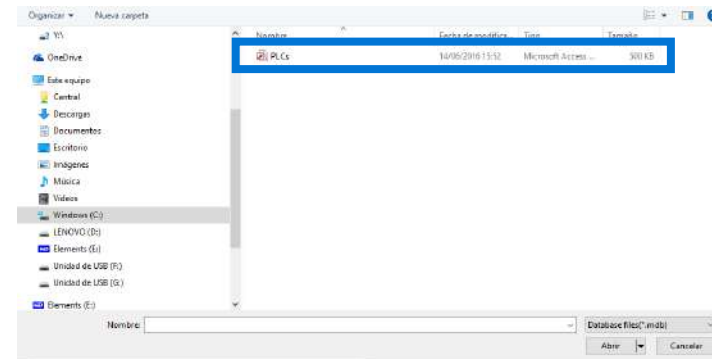 Organizar Nueva carpeta
Nombre Fecha de modifica... Tipo Tamaño
OneDrive
PLCs 14/06/2016 15:52 Microsoft Access ... 500 KB
Este equipo
Central
Descargas
Documentos
Escritorio
Imágenes
Música
Videos
Windows (C:)
LENOVO (D:)
Elements (E:)
Unidad de USB (F:)
Unidad de USB (G:)
Elements (E:)
Nombre: Database files(*.mdb)
Abrir Cancelar